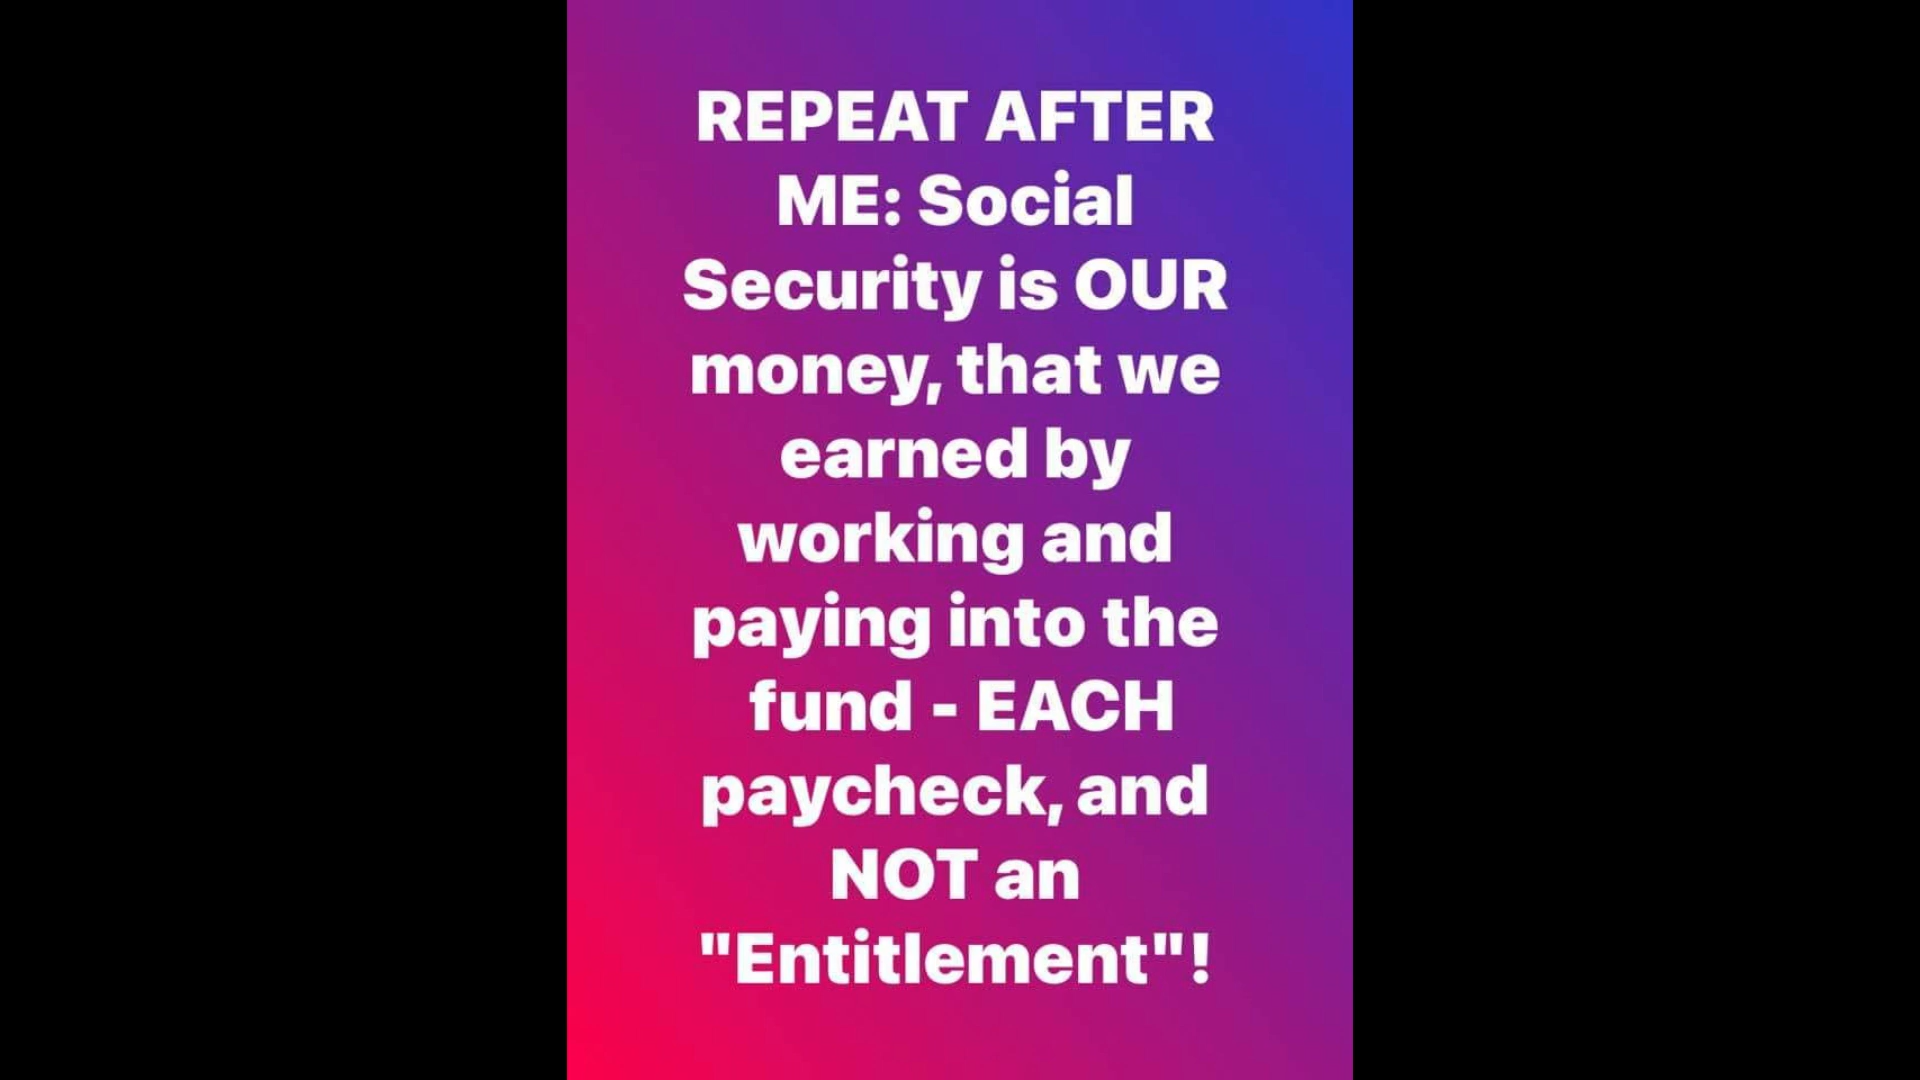 REPEAT AFTER
ME: Social
Security is OUR
money, that we
earned by
working and
paying into the
fund - EACH
paycheck, and
NOT an
"Entitlement"!